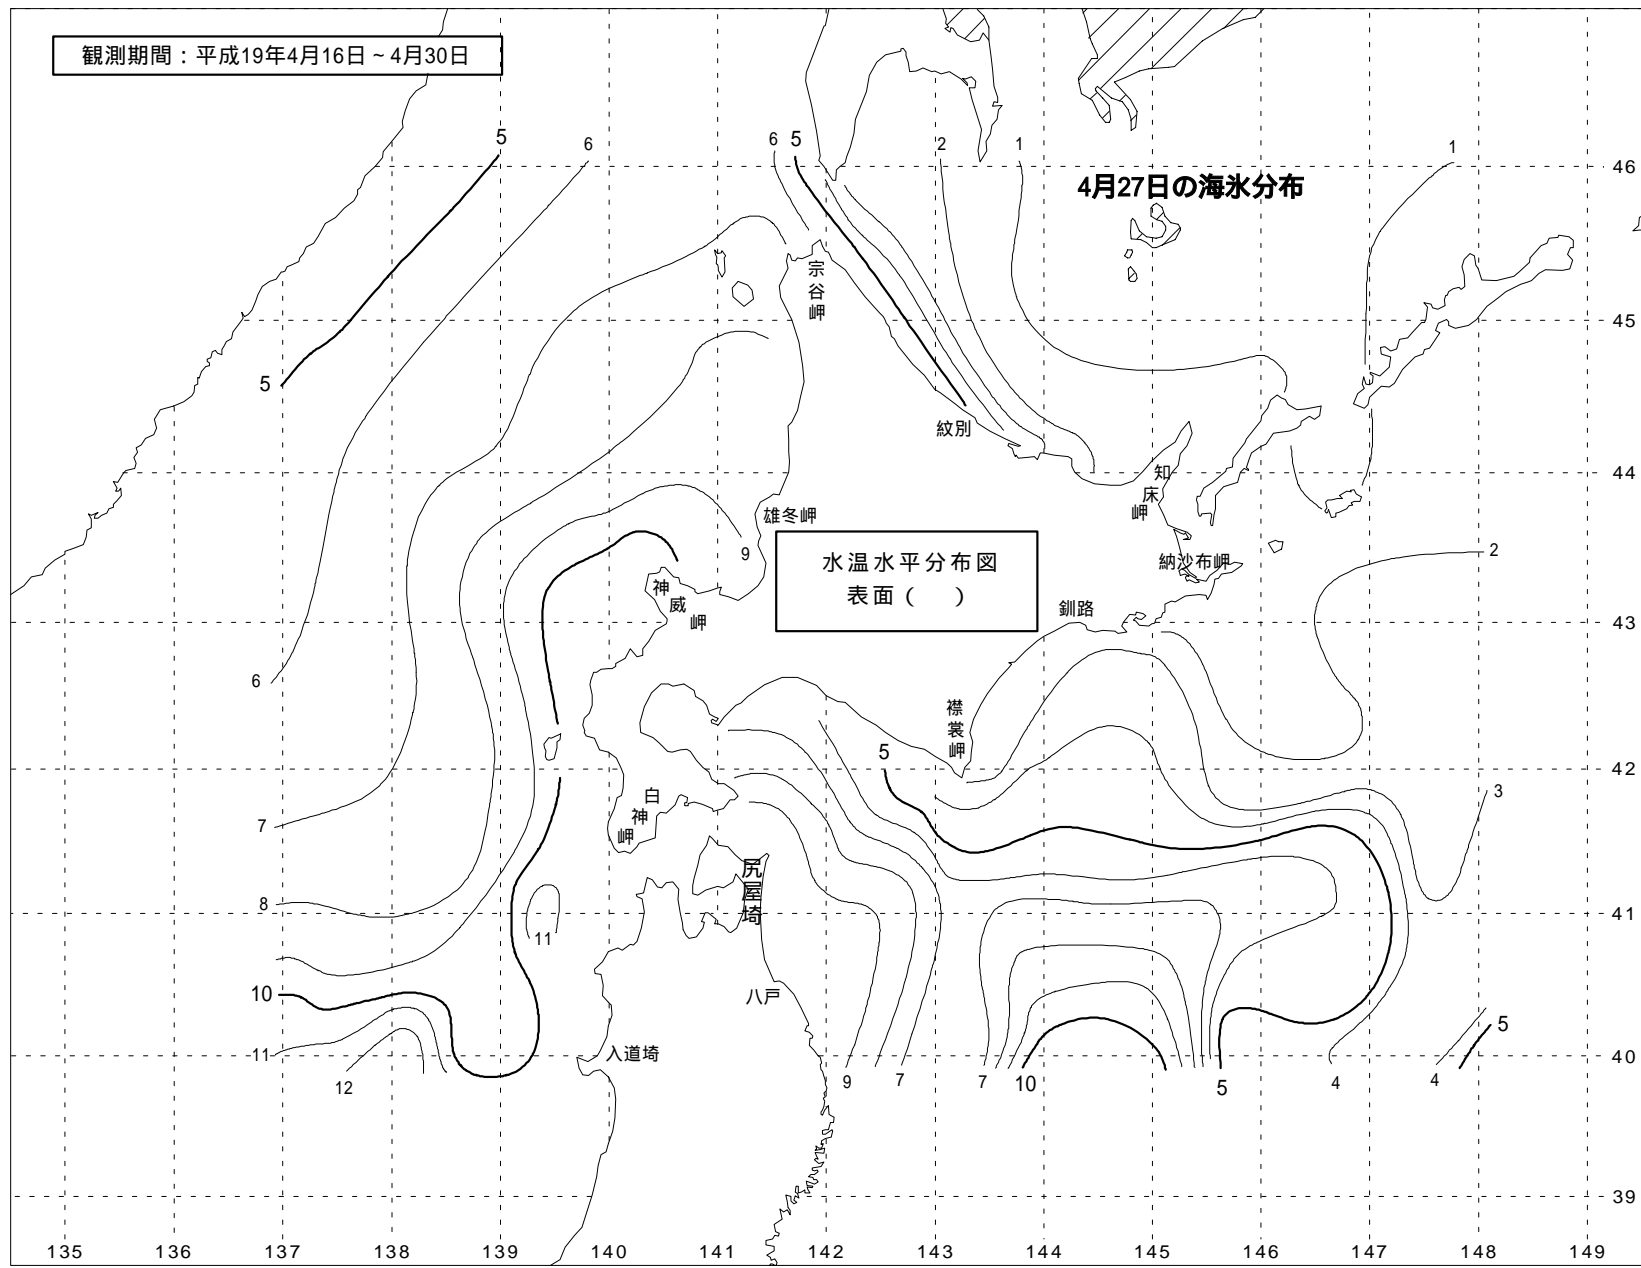 観測期間：平成19年4月16日～4月30日
5
6
6 5
2
1
1
46
4月27日の海氷分布
宗谷岬
45
5
紋別
44
知床岬
雄冬岬
9
水温水平分布図
表面（　）
納沙布岬
2
神威岬
釧路
43
6
襟裳岬
5
42
白神岬
3
7
尻屋埼
8
41
11
10
八戸
5
11
入道埼
40
12
9
7
7
10
5
4
4
39
135 136 137 138 139 140 141 142 143 144 145 146 147 148 149